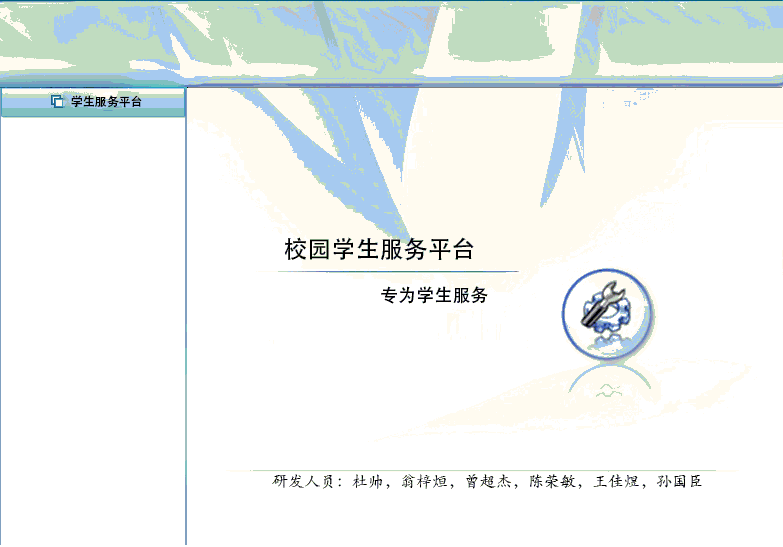 学生服务平台
校园学生服务平台
专为学生服务
研发人员：杜帅，翁梓烜，曾超杰，陈荣敏，王佳煜，孙国臣